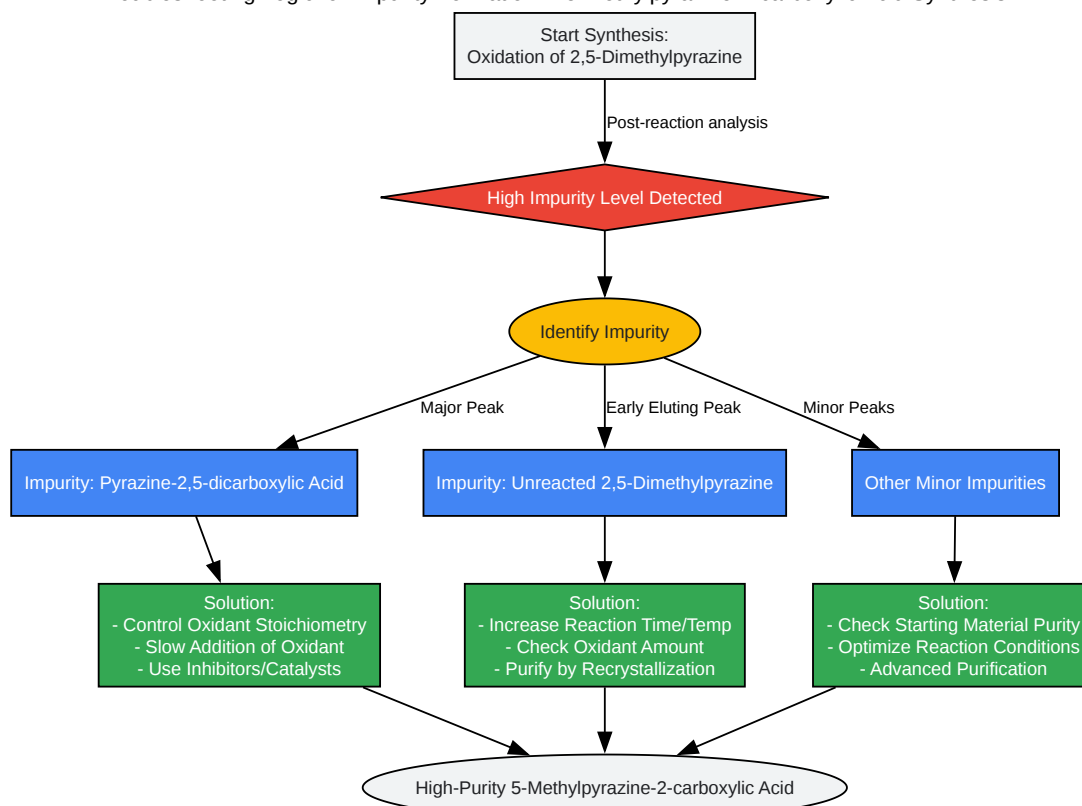 Start Synthesis:
Oxidation of 2,5-Dimethylpyrazine
Post-reaction analysis
High Impurity Level Detected
Identify Impurity
Major Peak
Early Eluting Peak
Minor Peaks
Impurity: Pyrazine-2,5-dicarboxylic Acid
Impurity: Unreacted 2,5-Dimethylpyrazine
Other Minor Impurities
Solution:
- Control Oxidant Stoichiometry
- Slow Addition of Oxidant
- Use Inhibitors/Catalysts
Solution:
- Increase Reaction Time/Temp
- Check Oxidant Amount
- Purify by Recrystallization
Solution:
- Check Starting Material Purity
- Optimize Reaction Conditions
- Advanced Purification
High-Purity 5-Methylpyrazine-2-carboxylic Acid